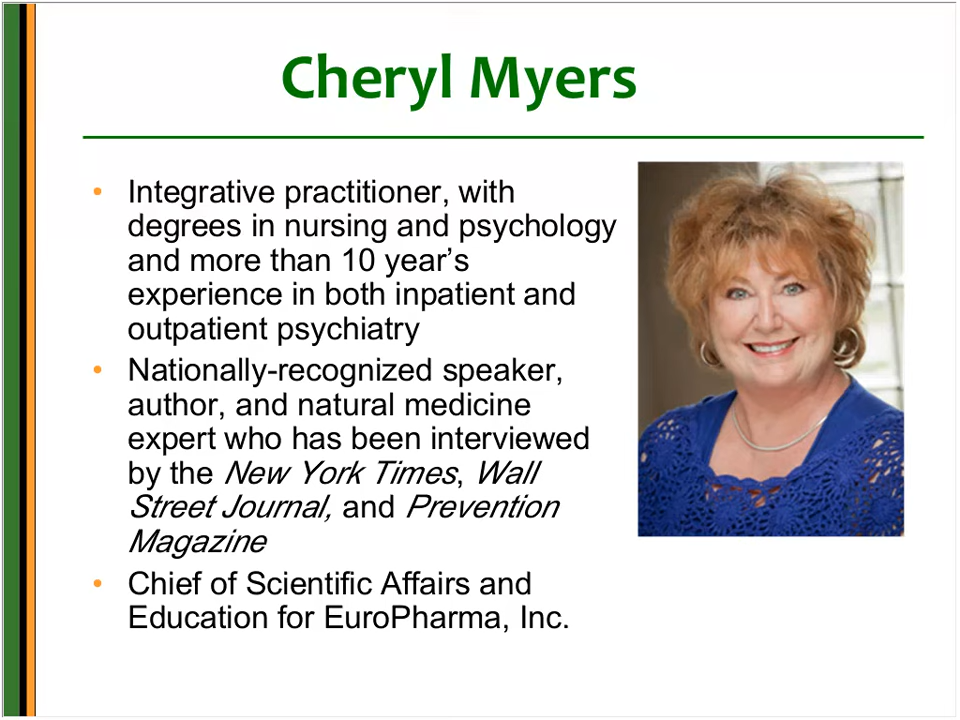 Cheryl Myers
• Integrative practitioner, with
degrees in nursing and psychology
and more than 10 year’s
experience in both inpatient and
outpatient psychiatry
• Nationally-recognized speaker,
author, and natural medicine
expert who has been interviewed
by the New York Times, Wall
Street Journal, and Prevention
Magazine
• Chief of Scientific Affairs and
Education for EuroPharma, Inc.